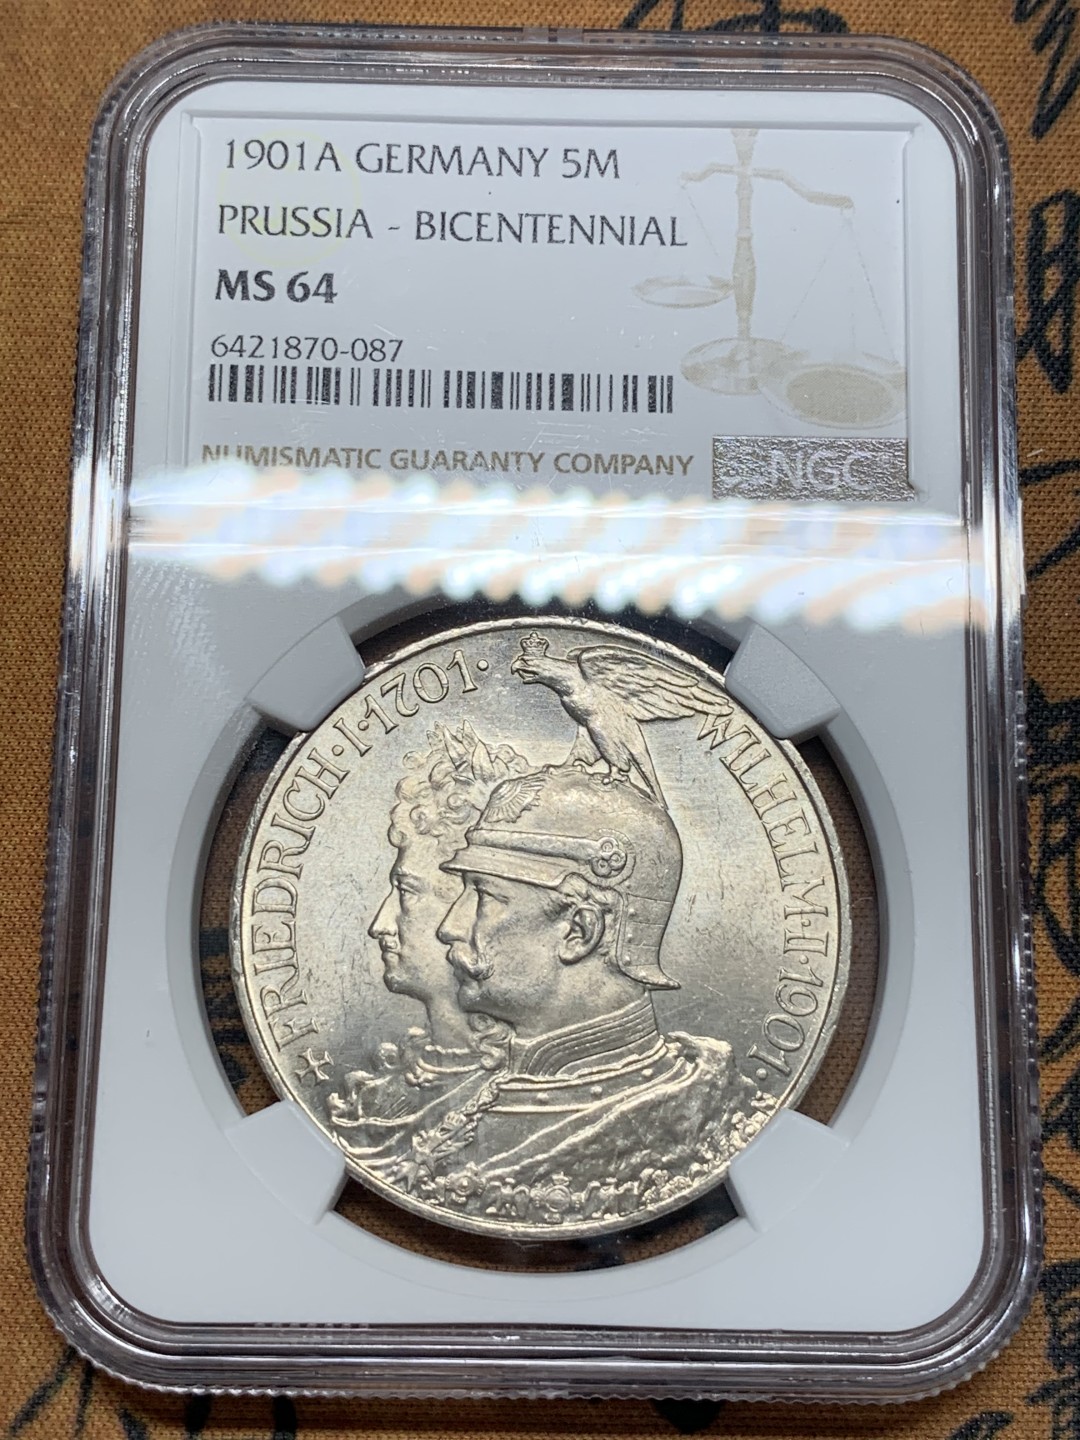 1901A GERMANY 5M
PRUSSIA - BICENTENNIAL
MS 64
6421870-087
NUMISMATIC GUARANTY COMPANY
NGC
FRIEDRICH·I·1701·
WILHELM·II·1901·